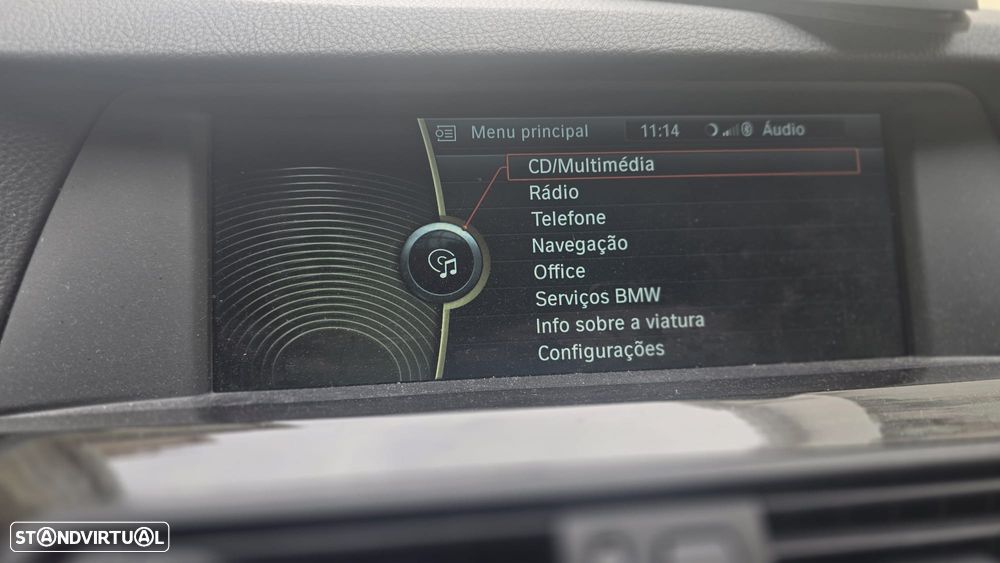 Menu principal 11:14 Áudio
CD/Multimédia
Rádio
Telefone
Navegação
Office
Serviços BMW
Info sobre a viatura
Configurações
STANDVIRTUAL